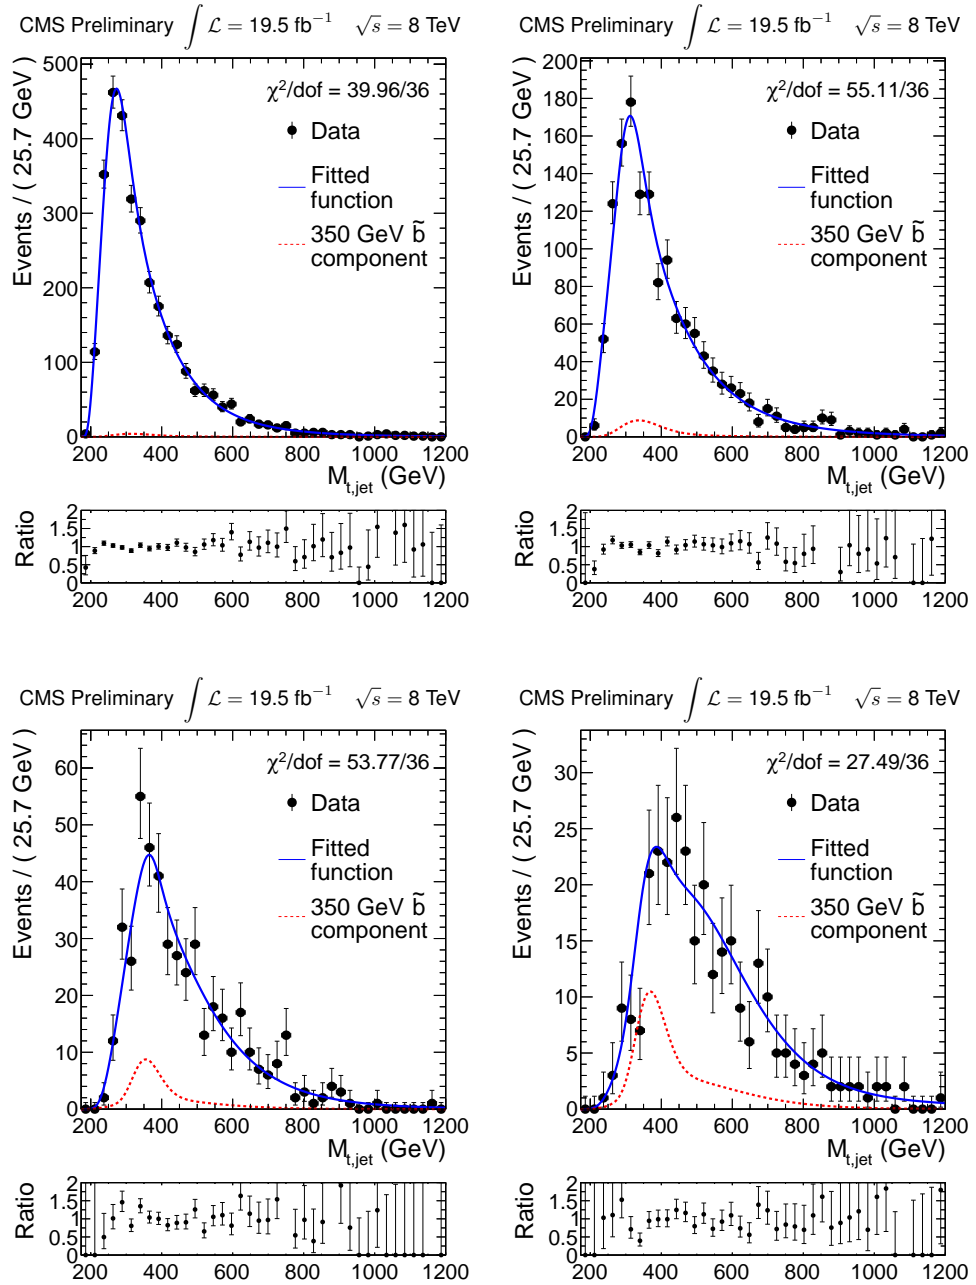 CMS Preliminary ∫ ℒ = 19.5 fb⁻¹ √s = 8 TeV
Events / ( 25.7 GeV )
500
400
300
200
100
0
χ²/dof = 39.96/36
Data
Fitted
function
350 GeV b̃
component
200 400 600 800 1000 1200
M_t,jet (GeV)
Ratio
2
1.5
1
0.5
0
200 400 600 800 1000 1200
CMS Preliminary ∫ ℒ = 19.5 fb⁻¹ √s = 8 TeV
Events / ( 25.7 GeV )
200
180
160
140
120
100
80
60
40
20
0
χ²/dof = 55.11/36
Data
Fitted
function
350 GeV b̃
component
200 400 600 800 1000 1200
M_t,jet (GeV)
Ratio
2
1.5
1
0.5
0
200 400 600 800 1000 1200
CMS Preliminary ∫ ℒ = 19.5 fb⁻¹ √s = 8 TeV
Events / ( 25.7 GeV )
60
50
40
30
20
10
0
χ²/dof = 53.77/36
Data
Fitted
function
350 GeV b̃
component
200 400 600 800 1000 1200
M_t,jet (GeV)
Ratio
2
1.5
1
0.5
0
200 400 600 800 1000 1200
CMS Preliminary ∫ ℒ = 19.5 fb⁻¹ √s = 8 TeV
Events / ( 25.7 GeV )
30
25
20
15
10
5
0
χ²/dof = 27.49/36
Data
Fitted
function
350 GeV b̃
component
200 400 600 800 1000 1200
M_t,jet (GeV)
Ratio
2
1.5
1
0.5
0
200 400 600 800 1000 1200